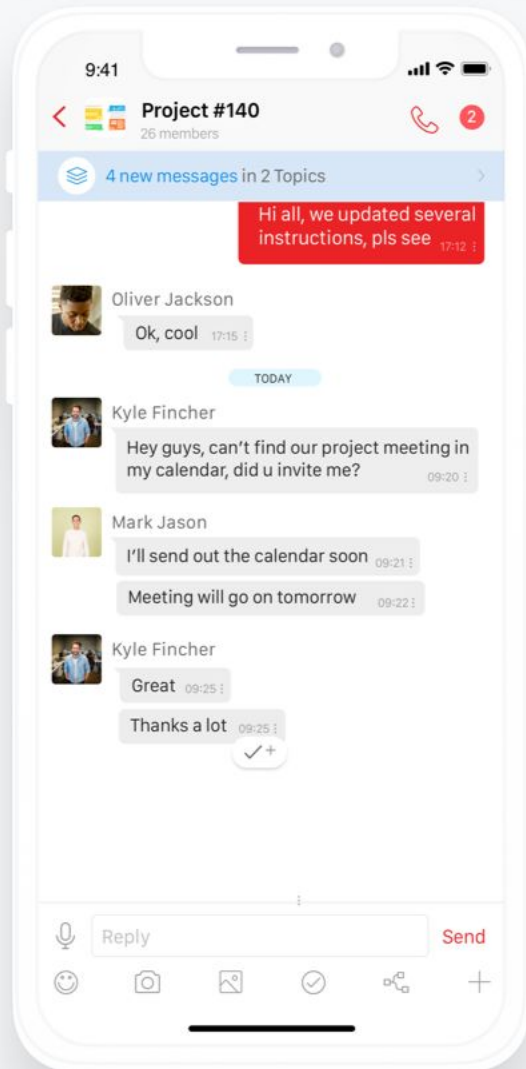 9:41
Project #140
2
26 members
4 new messages in 2 Topics
Hi all, we updated several
instructions, pls see 17:12
Oliver Jackson
Ok, cool 17:15
TODAY
Kyle Fincher
Hey guys, can't find our project meeting in
my calendar, did u invite me? 09:20
Mark Jason
I'll send out the calendar soon 09:21
Meeting will go on tomorrow 09:22
Kyle Fincher
Great 09:25
Thanks a lot 09:25
Reply
Send